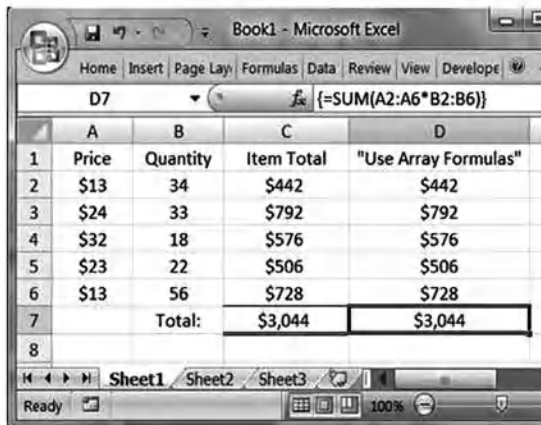 Book1 - Microsoft Excel
Home Insert Page Lay Formulas Data Review View Develope
D7 fx {=SUM(A2:A6*B2:B6)}
A B C D
1 Price Quantity Item Total "Use Array Formulas"
2 $13 34 $442 $442
3 $24 33 $792 $792
4 $32 18 $576 $576
5 $23 22 $506 $506
6 $13 56 $728 $728
7 Total: $3,044 $3,044
8
Sheet1 Sheet2 Sheet3
Ready 100%